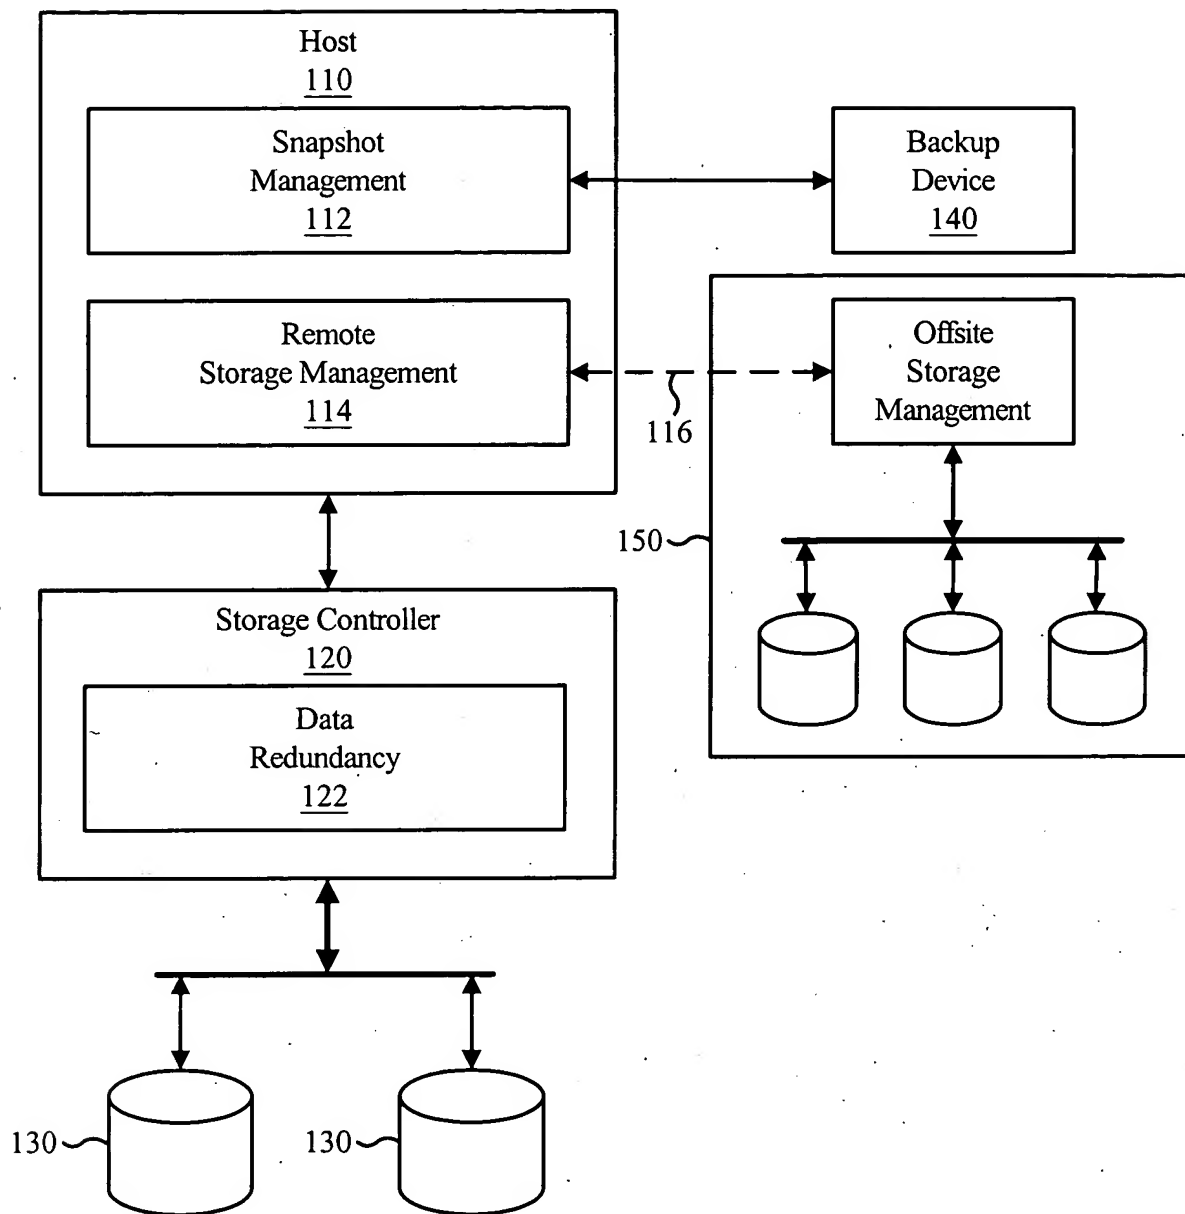 Host
110
Snapshot
Management
112
Backup
Device
140
Remote
Storage Management
114
116
Offsite
Storage
Management
150
Storage Controller
120
Data
Redundancy
122
130
130